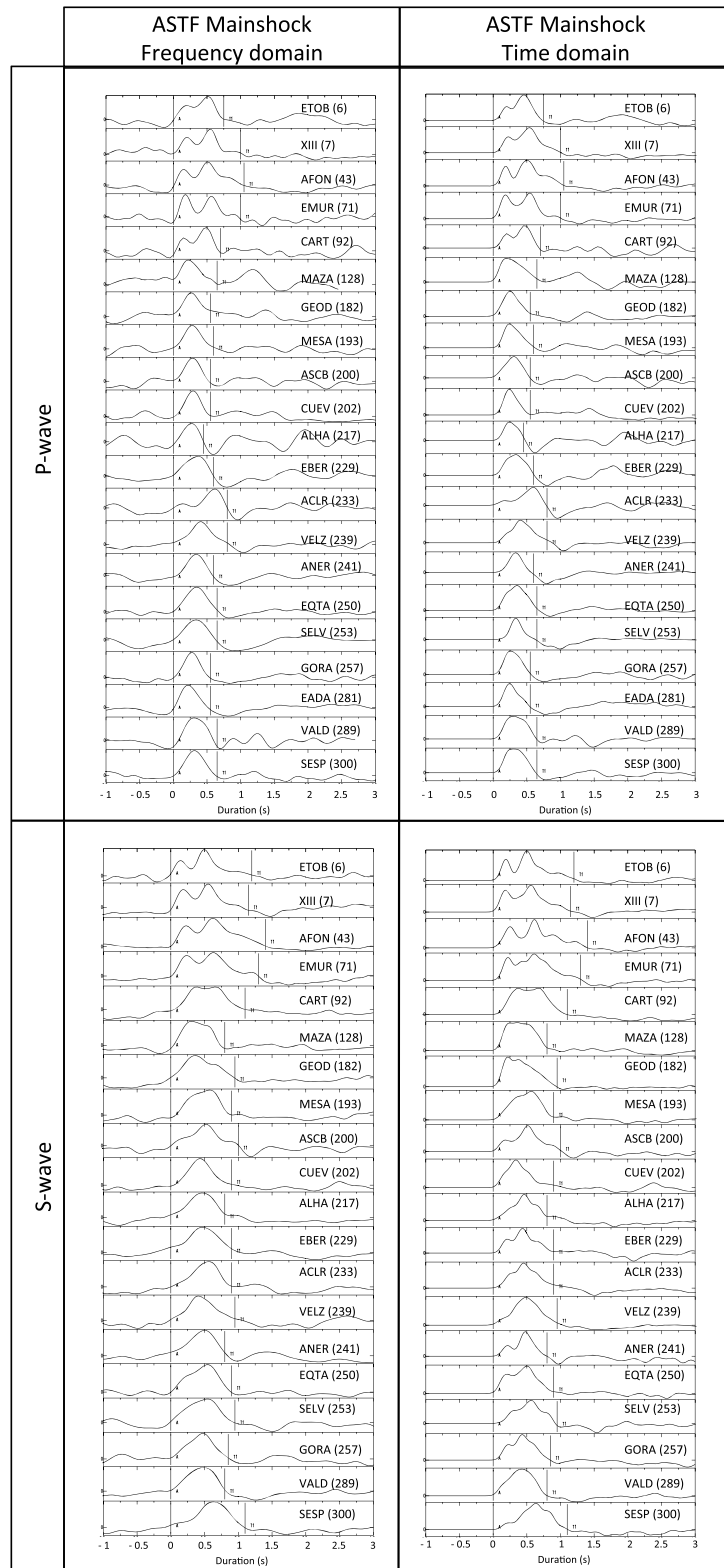 ASTF Mainshock
Frequency domain
ASTF Mainshock
Time domain
P-wave
ETOB (6)
XIII (7)
AFON (43)
EMUR (71)
CART (92)
MAZA (128)
GEOD (182)
MESA (193)
ASCB (200)
CUEV (202)
ALHA (217)
EBER (229)
ACLR (233)
VELZ (239)
ANER (241)
EQTA (250)
SELV (253)
GORA (257)
EADA (281)
VALD (289)
SESP (300)
- 1 - 0.5 0 0.5 1 1.5 2 2.5 3
Duration (s)
ETOB (6)
XIII (7)
AFON (43)
EMUR (71)
CART (92)
MAZA (128)
GEOD (182)
MESA (193)
ASCB (200)
CUEV (202)
ALHA (217)
EBER (229)
ACLR (233)
VELZ (239)
ANER (241)
EQTA (250)
SELV (253)
GORA (257)
EADA (281)
VALD (289)
SESP (300)
- 1 - 0.5 0 0.5 1 1.5 2 2.5 3
Duration (s)
S-wave
ETOB (6)
XIII (7)
AFON (43)
EMUR (71)
CART (92)
MAZA (128)
GEOD (182)
MESA (193)
ASCB (200)
CUEV (202)
ALHA (217)
EBER (229)
ACLR (233)
VELZ (239)
ANER (241)
EQTA (250)
SELV (253)
GORA (257)
VALD (289)
SESP (300)
- 1 - 0.5 0 0.5 1 1.5 2 2.5 3
Duration (s)
ETOB (6)
XIII (7)
AFON (43)
EMUR (71)
CART (92)
MAZA (128)
GEOD (182)
MESA (193)
ASCB (200)
CUEV (202)
ALHA (217)
EBER (229)
ACLR (233)
VELZ (239)
ANER (241)
EQTA (250)
SELV (253)
GORA (257)
VALD (289)
SESP (300)
- 1 - 0.5 0 0.5 1 1.5 2 2.5 3
Duration (s)